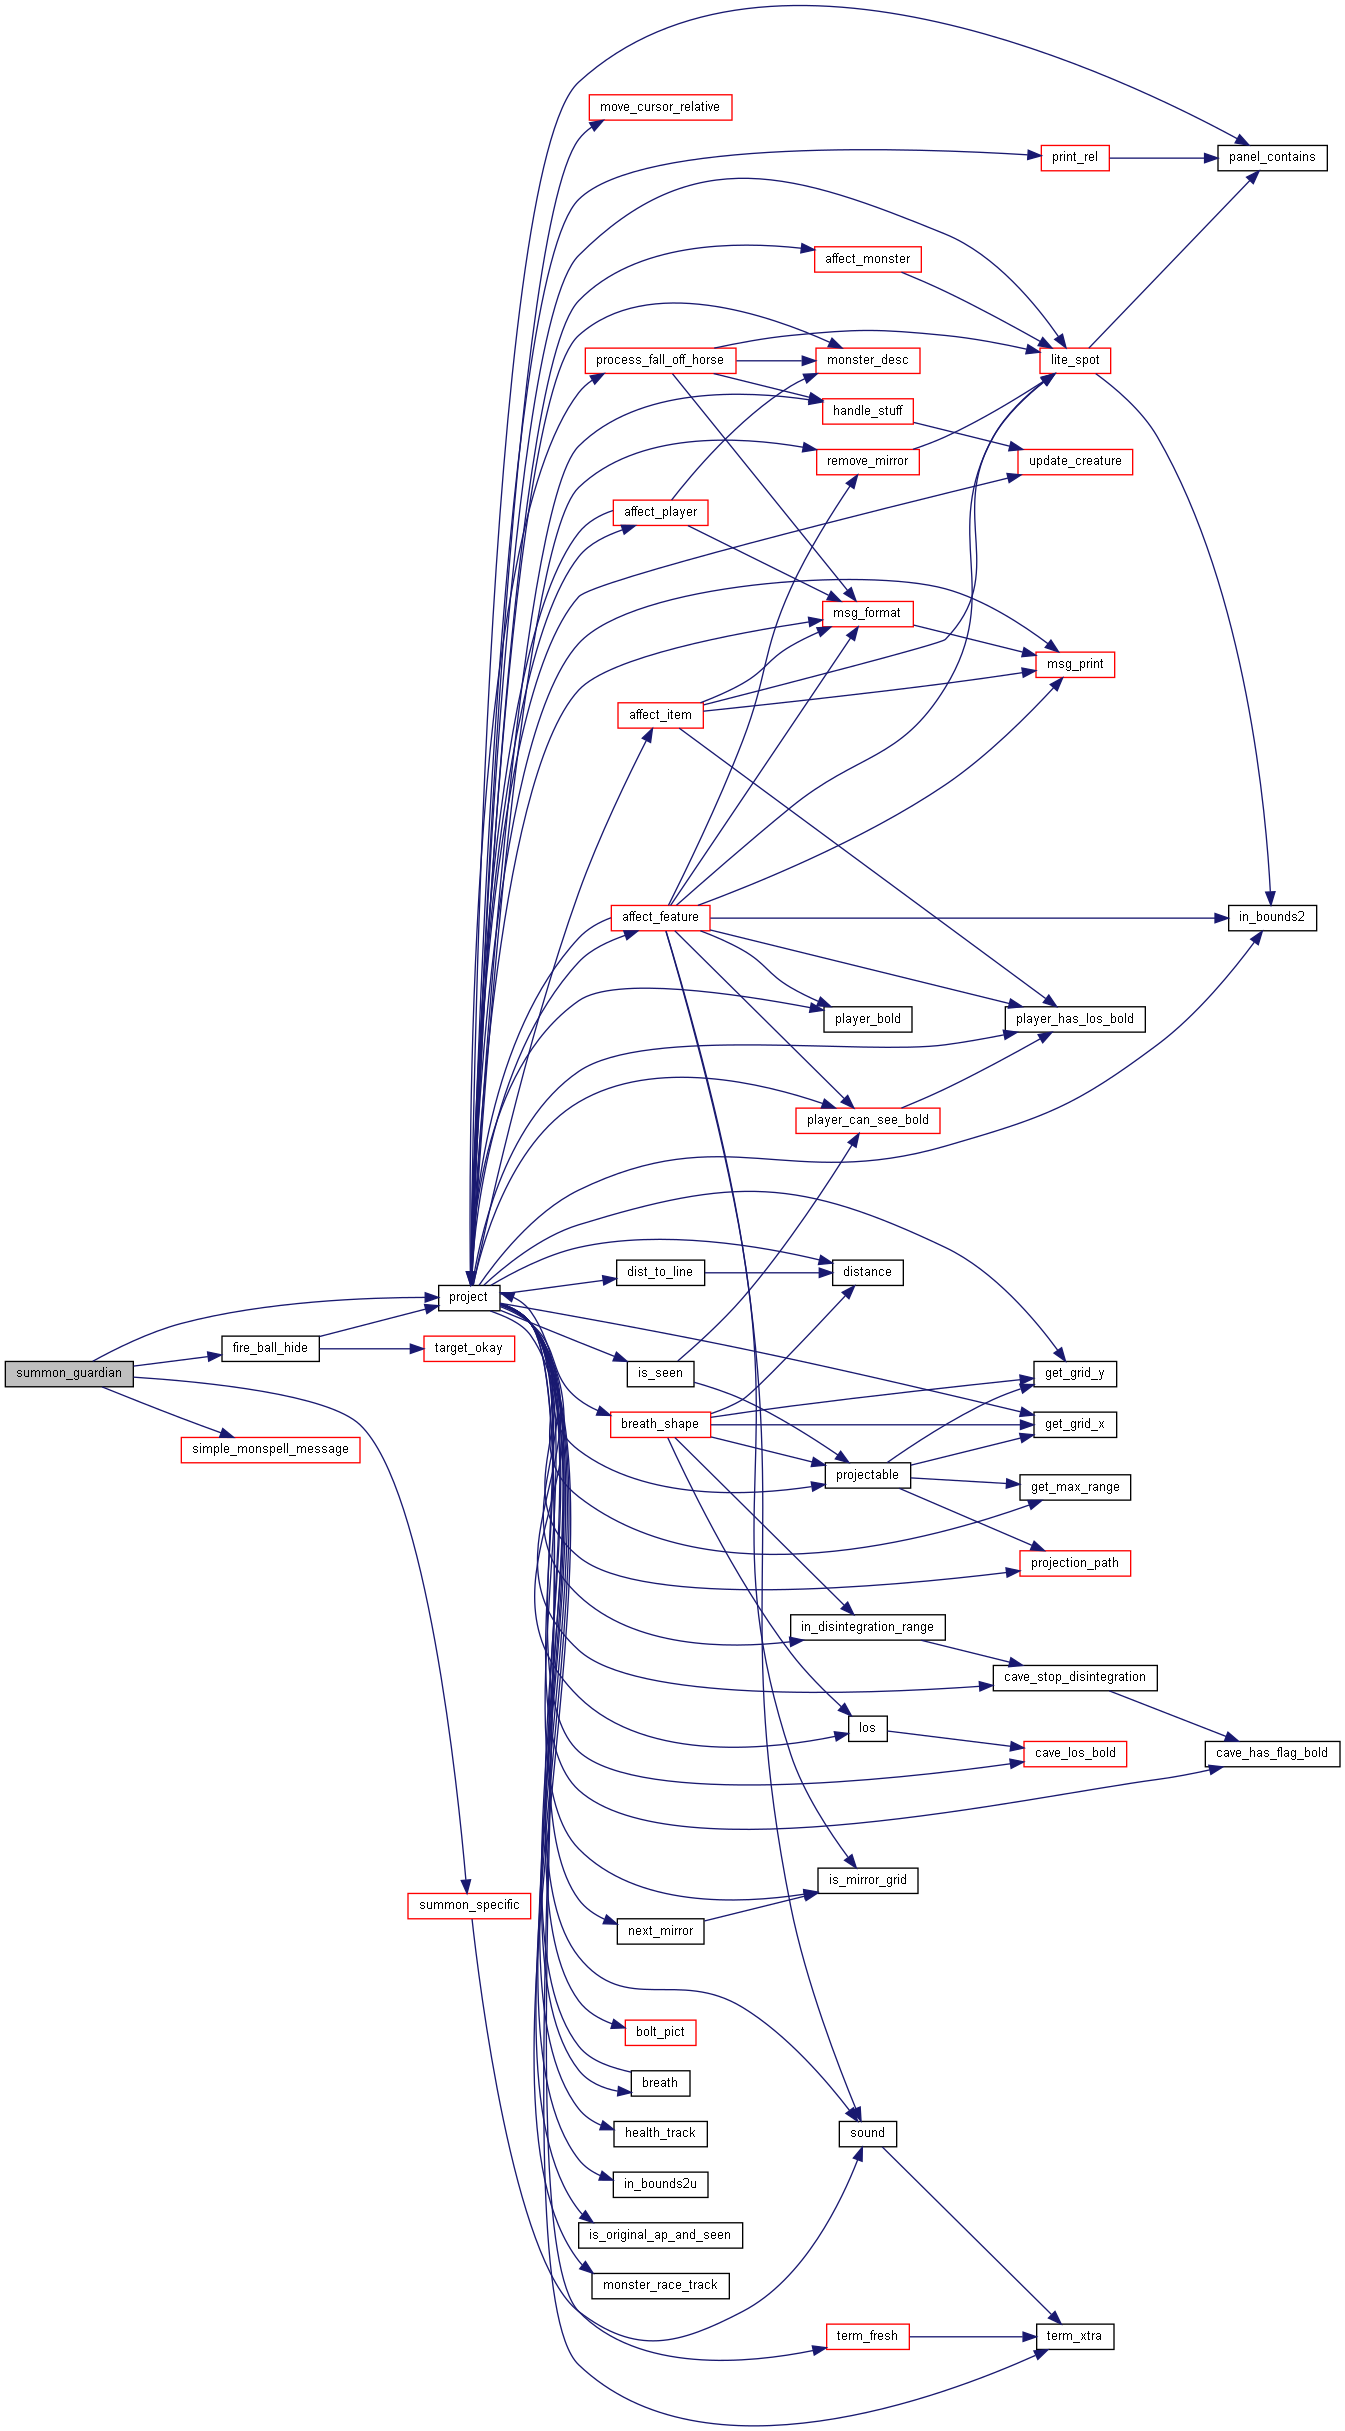 move_cursor_relative
print_rel
panel_contains
affect_monster
process_fall_off_horse
monster_desc
lite_spot
handle_stuff
remove_mirror
update_creature
affect_player
msg_format
msg_print
affect_item
affect_feature
in_bounds2
player_bold
player_has_los_bold
player_can_see_bold
dist_to_line
distance
project
fire_ball_hide
target_okay
summon_guardian
is_seen
get_grid_y
breath_shape
get_grid_x
simple_monspell_message
projectable
get_max_range
projection_path
in_disintegration_range
cave_stop_disintegration
los
cave_los_bold
cave_has_flag_bold
is_mirror_grid
summon_specific
next_mirror
bolt_pict
breath
health_track
sound
in_bounds2u
is_original_ap_and_seen
monster_race_track
term_fresh
term_xtra